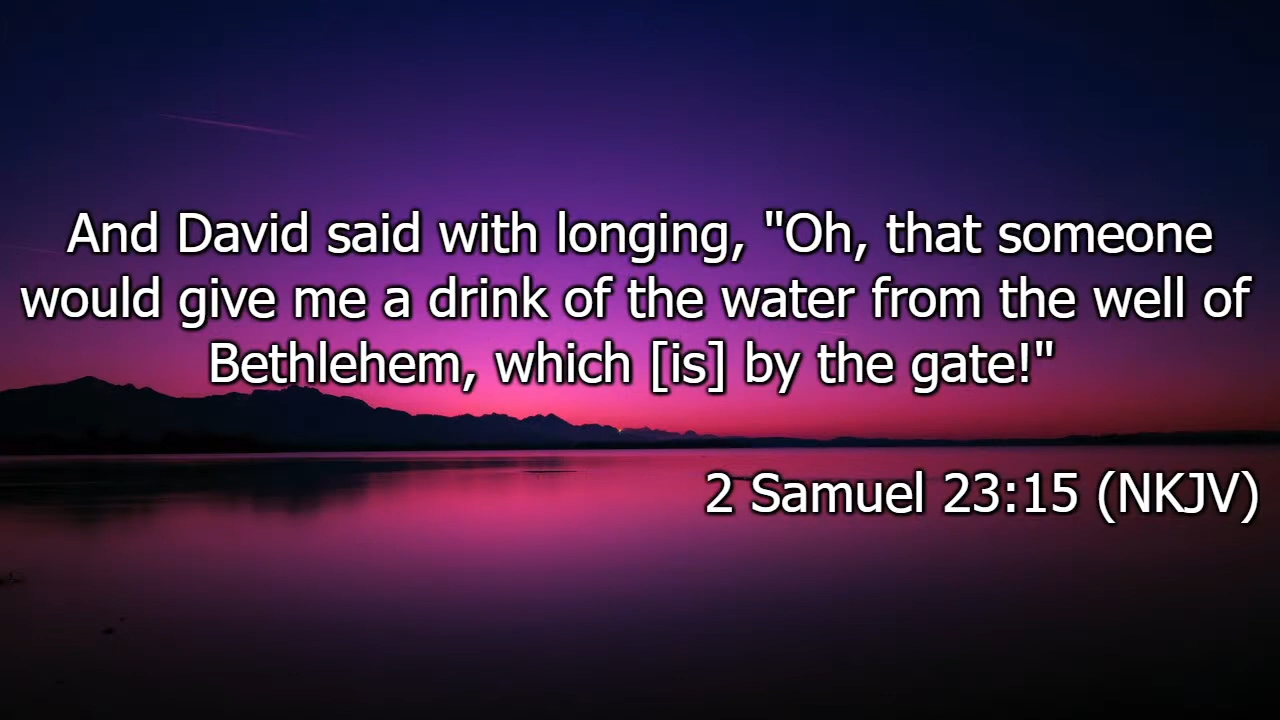 And David said with longing, "Oh, that someone
would give me a drink of the water from the well of
Bethlehem, which [is] by the gate!"
2 Samuel 23:15 (NKJV)